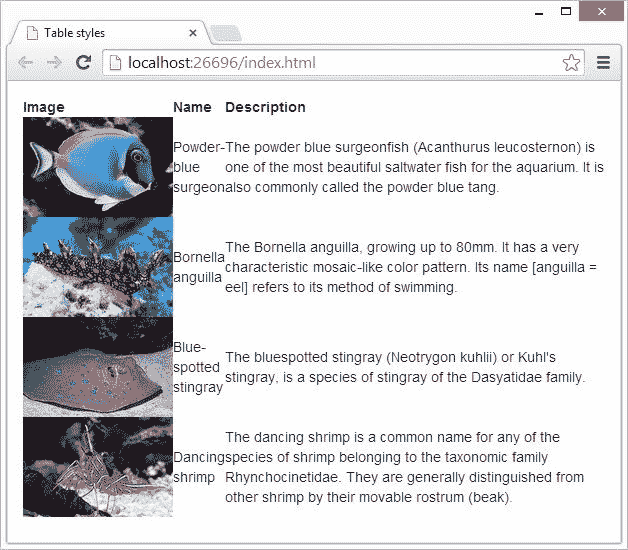 Table styles
localhost:26696/index.html
Image Name Description
Powder-
blue
surgeon
The powder blue surgeonfish (Acanthurus leucosternon) is
one of the most beautiful saltwater fish for the aquarium. It is
also commonly called the powder blue tang.
Bornella
anguilla
The Bornella anguilla, growing up to 80mm. It has a very
characteristic mosaic-like color pattern. Its name [anguilla =
eel] refers to its method of swimming.
Blue-
spotted
stingray
The bluespotted stingray (Neotrygon kuhlii) or Kuhl's
stingray, is a species of stingray of the Dasyatidae family.
Dancing
shrimp
The dancing shrimp is a common name for any of the
species of shrimp belonging to the taxonomic family
Rhynchocinetidae. They are generally distinguished from
other shrimp by their movable rostrum (beak).